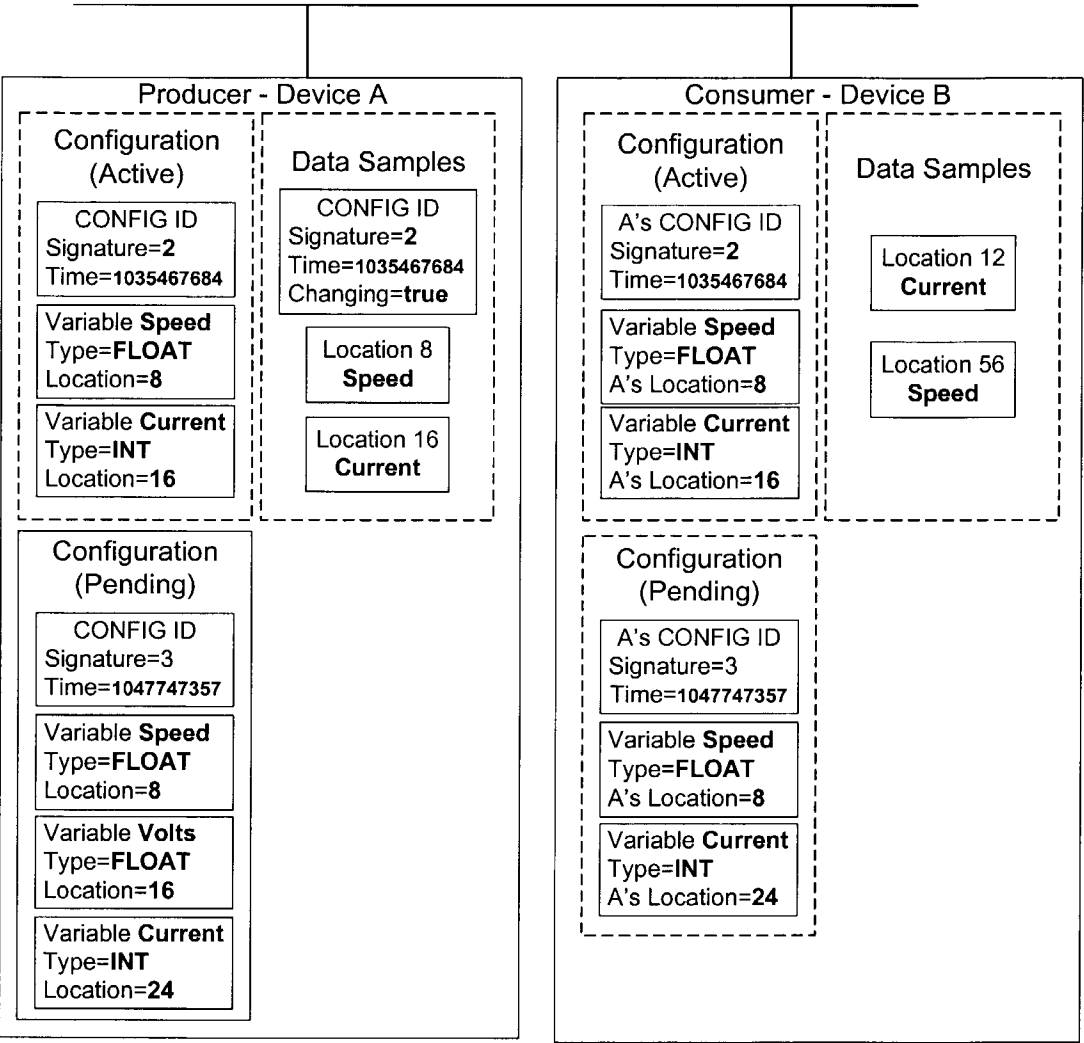 Producer - Device A
Configuration
(Active)
CONFIG ID
Signature=2
Time=1035467684
Variable Speed
Type=FLOAT
Location=8
Variable Current
Type=INT
Location=16
Data Samples
CONFIG ID
Signature=2
Time=1035467684
Changing=true
Location 8
Speed
Location 16
Current
Configuration
(Pending)
CONFIG ID
Signature=3
Time=1047747357
Variable Speed
Type=FLOAT
Location=8
Variable Volts
Type=FLOAT
Location=16
Variable Current
Type=INT
Location=24
Consumer - Device B
Configuration
(Active)
A's CONFIG ID
Signature=2
Time=1035467684
Variable Speed
Type=FLOAT
A's Location=8
Variable Current
Type=INT
A's Location=16
Data Samples
Location 12
Current
Location 56
Speed
Configuration
(Pending)
A's CONFIG ID
Signature=3
Time=1047747357
Variable Speed
Type=FLOAT
A's Location=8
Variable Current
Type=INT
A's Location=24